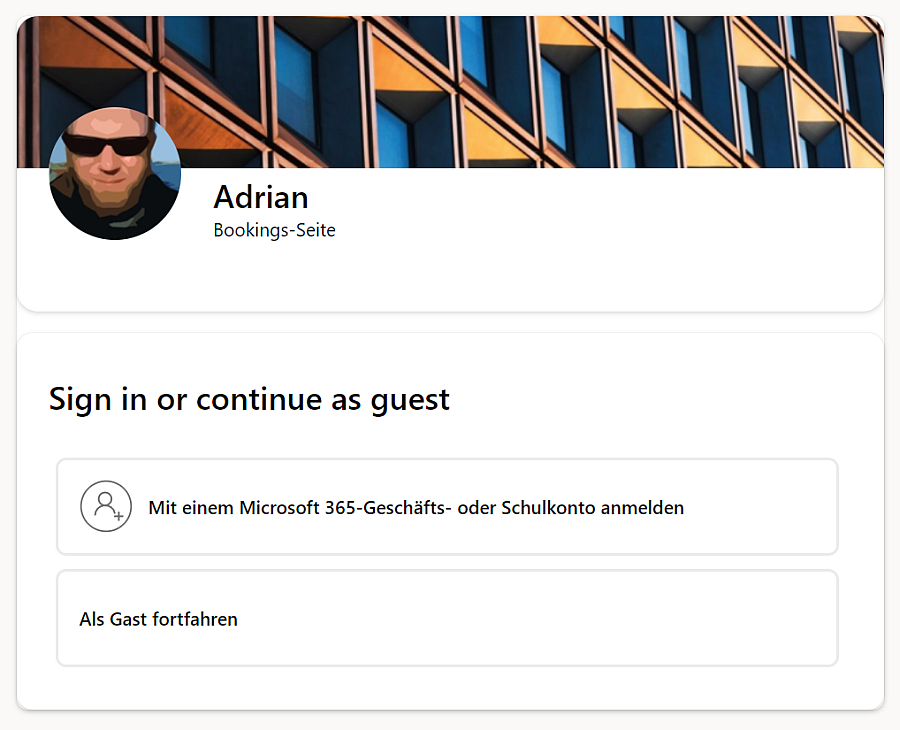 Adrian
Bookings-Seite
Sign in or continue as guest
Mit einem Microsoft 365-Geschäfts- oder Schulkonto anmelden
Als Gast fortfahren